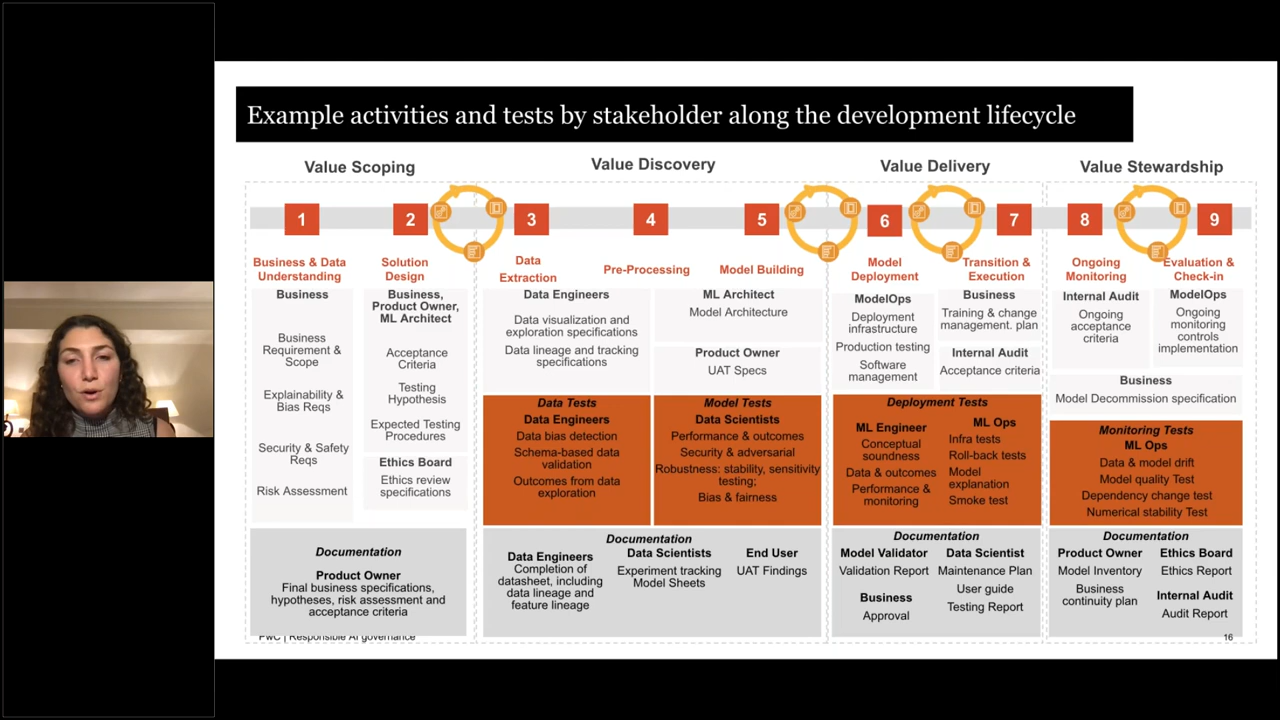 Example activities and tests by stakeholder along the development lifecycle
Value Scoping
Value Discovery
Value Delivery
Value Stewardship
1
2
3
4
5
6
7
8
9
Business & Data
Understanding
Solution
Design
Data
Extraction
Pre-Processing
Model Building
Model
Deployment
Transition &
Execution
Ongoing
Monitoring
Evaluation &
Check-in
Business
Business
Requirement &
Scope
Explainability &
Bias Reqs
Security & Safety
Reqs
Risk Assessment
Business,
Product Owner,
ML Architect
Acceptance
Criteria
Testing
Hypothesis
Expected Testing
Procedures
Ethics Board
Ethics review
specifications
Data Engineers
Data visualization and
exploration specifications
Data lineage and tracking
specifications
ML Architect
Model Architecture
Product Owner
UAT Specs
ModelOps
Deployment
infrastructure
Production testing
Software
management
Business
Training & change
management. plan
Internal Audit
Acceptance criteria
Internal Audit
Ongoing
acceptance
criteria
ModelOps
Ongoing
monitoring
controls
implementation
Business
Model Decommission specification
Data Tests
Data Engineers
Data bias detection
Schema-based data
validation
Outcomes from data
exploration
Model Tests
Data Scientists
Performance & outcomes
Security & adversarial
Robustness: stability, sensitivity
testing;
Bias & fairness
Deployment Tests
ML Engineer
Conceptual
soundness
Data & outcomes
Performance &
monitoring
ML Ops
Infra tests
Roll-back tests
Model
explanation
Smoke test
Monitoring Tests
ML Ops
Data & model drift
Model quality Test
Dependency change test
Numerical stability Test
Documentation
Product Owner
Final business specifications,
hypotheses, risk assessment and
acceptance criteria
Documentation
Data Engineers
Completion of
datasheet, including
data lineage and
feature lineage
Data Scientists
Experiment tracking
Model Sheets
End User
UAT Findings
Documentation
Model Validator
Validation Report
Business
Approval
Data Scientist
Maintenance Plan
User guide
Testing Report
Documentation
Product Owner
Model Inventory
Business
continuity plan
Ethics Board
Ethics Report
Internal Audit
Audit Report
PwC | Responsible AI governance
16